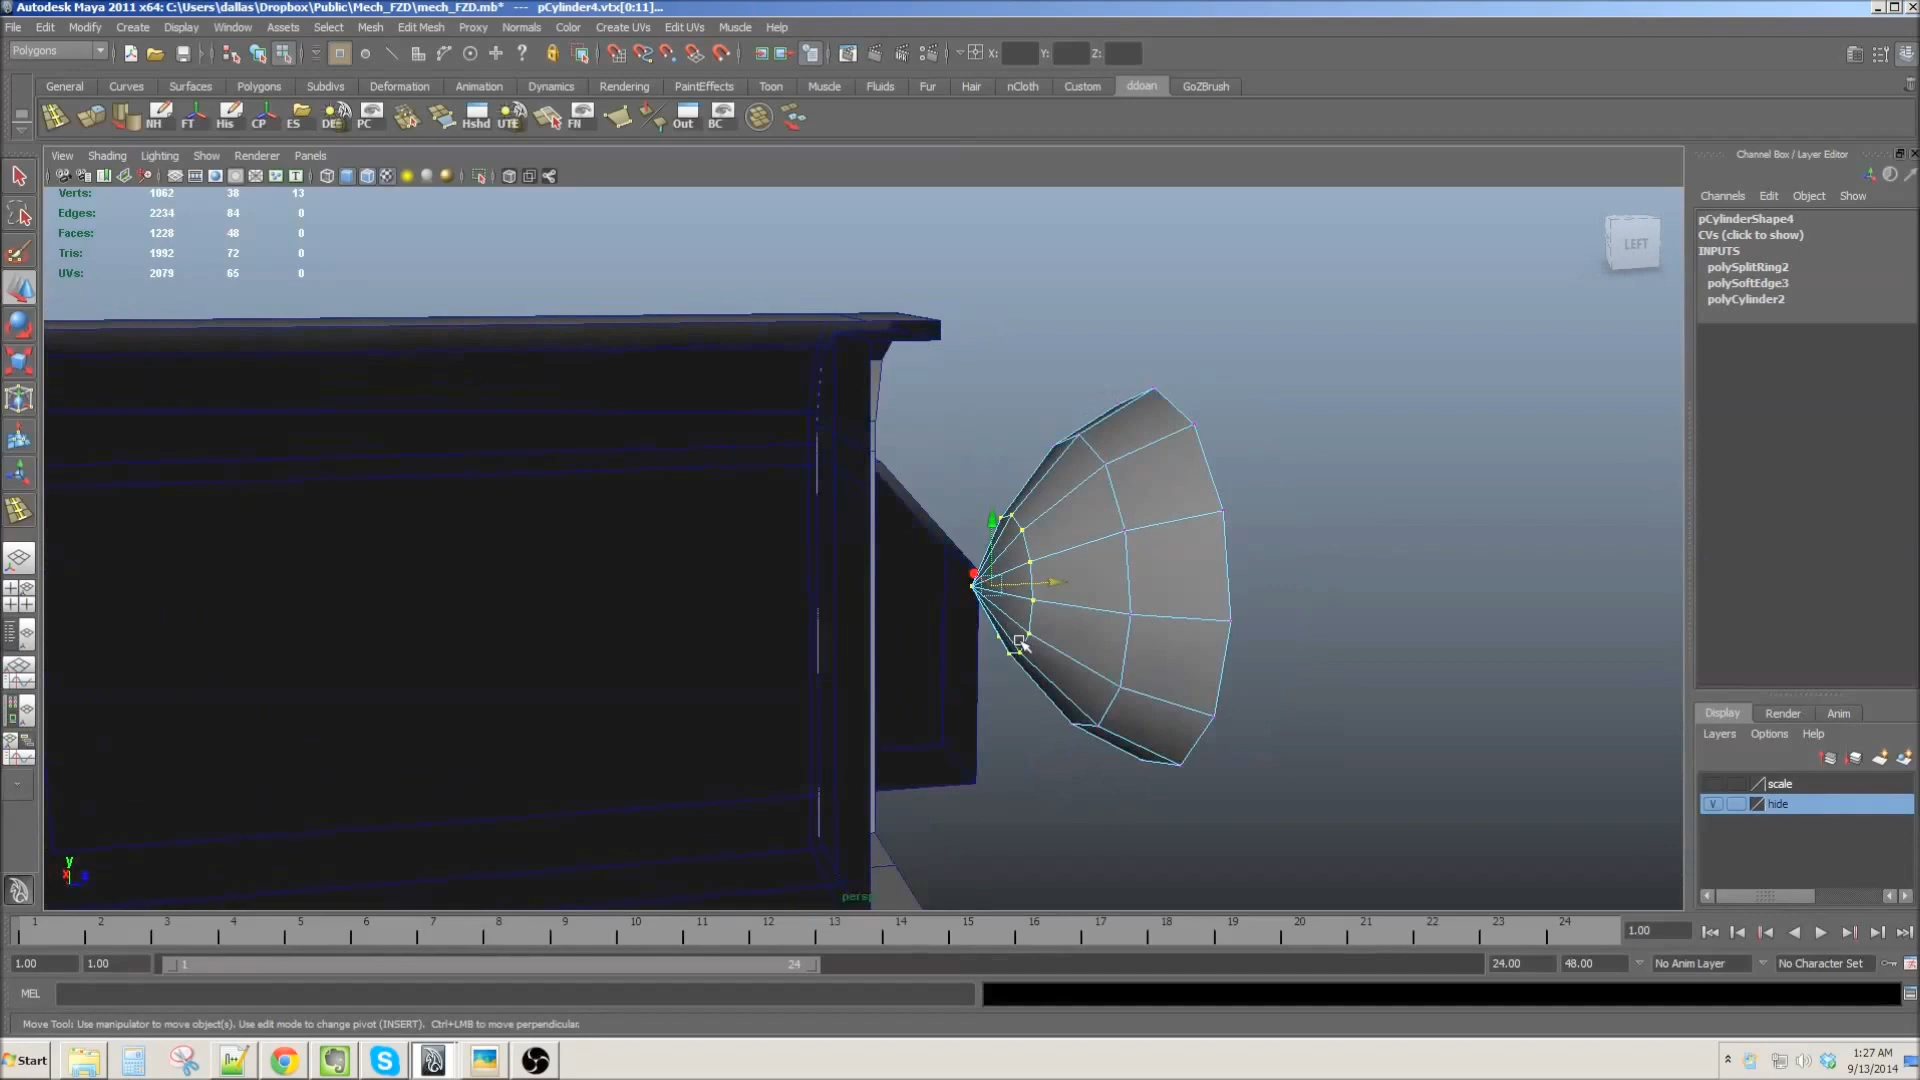 Autodesk Maya 2011 x64: C:\Users\dallas\Dropbox\Public\Mech_FZD\mech_FZD.mb* --- pCylinder4.vtx[0:11]...
File Edit Modify Create Display Window Assets Select Mesh Edit Mesh Proxy Normals Color Create UVs Edit UVs Muscle Help
Polygons X: Y: Z:
General Curves Surfaces Polygons Subdivs Deformation Animation Dynamics Rendering PaintEffects Toon Muscle Fluids Fur Hair nCloth Custom ddoan GoZBrush
NH FT His CP ES DEE PC Hshd UTE FN Out BC
View Shading Lighting Show Renderer Panels
Channel Box / Layer Editor
Channels Edit Object Show
Verts: 1062 38 13
Edges: 2234 84 0
Faces: 1228 48 0
Tris: 1992 72 0
UVs: 2079 65 0
LEFT
pCylinderShape4
CVs (click to show)
INPUTS
polySplitRing2
polySoftEdge3
polyCylinder2
Display Render Anim
Layers Options Help
scale
V hide
y
x
persp
1 2 3 4 5 6 7 8 9 10 11 12 13 14 15 16 17 18 19 20 21 22 23 24
1.00
1.00 1.00 1 24 24.00 48.00 No Anim Layer No Character Set
MEL
Move Tool: Use manipulator to move object(s). Use edit mode to change pivot (INSERT). Ctrl+LMB to move perpendicular.
Start
1:27 AM
9/13/2014